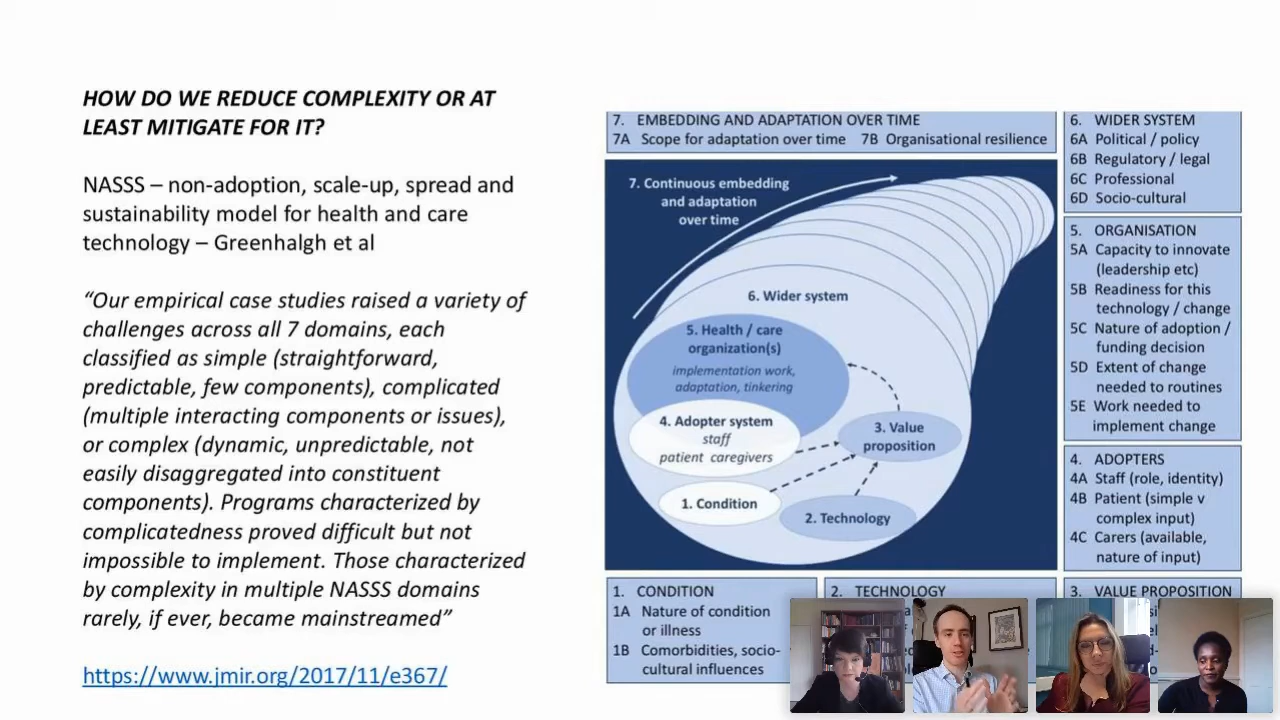 HOW DO WE REDUCE COMPLEXITY OR AT
LEAST MITIGATE FOR IT?
NASSS – non-adoption, scale-up, spread and
sustainability model for health and care
technology – Greenhalgh et al
“Our empirical case studies raised a variety of
challenges across all 7 domains, each
classified as simple (straightforward,
predictable, few components), complicated
(multiple interacting components or issues),
or complex (dynamic, unpredictable, not
easily disaggregated into constituent
components). Programs characterized by
complicatedness proved difficult but not
impossible to implement. Those characterized
by complexity in multiple NASSS domains
rarely, if ever, became mainstreamed”
https://www.jmir.org/2017/11/e367/
7. EMBEDDING AND ADAPTATION OVER TIME
7A Scope for adaptation over time 7B Organisational resilience
7. Continuous embedding
and adaptation
over time
6. Wider system
5. Health / care
organization(s)
implementation work,
adaptation, tinkering
4. Adopter system
staff
patient caregivers
3. Value
proposition
1. Condition
2. Technology
6. WIDER SYSTEM
6A Political / policy
6B Regulatory / legal
6C Professional
6D Socio-cultural
5. ORGANISATION
5A Capacity to innovate
(leadership etc)
5B Readiness for this
technology / change
5C Nature of adoption /
funding decision
5D Extent of change
needed to routines
5E Work needed to
implement change
4. ADOPTERS
4A Staff (role, identity)
4B Patient (simple v
complex input)
4C Carers (available,
nature of input)
1. CONDITION
1A Nature of condition
or illness
1B Comorbidities, socio-
cultural influences
2. TECHNOLOGY
3. VALUE PROPOSITION